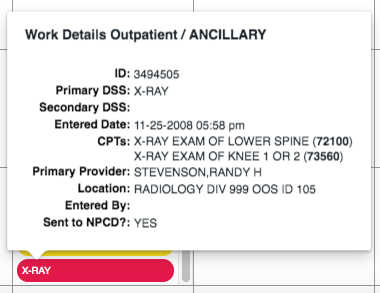 Work Details Outpatient / ANCILLARY
ID: 3494505
Primary DSS: X-RAY
Secondary DSS:
Entered Date: 11-25-2008 05:58 pm
CPTs: X-RAY EXAM OF LOWER SPINE (72100)
X-RAY EXAM OF KNEE 1 OR 2 (73560)
Primary Provider: STEVENSON,RANDY H
Location: RADIOLOGY DIV 999 OOS ID 105
Entered By:
Sent to NPCD?: YES
X-RAY